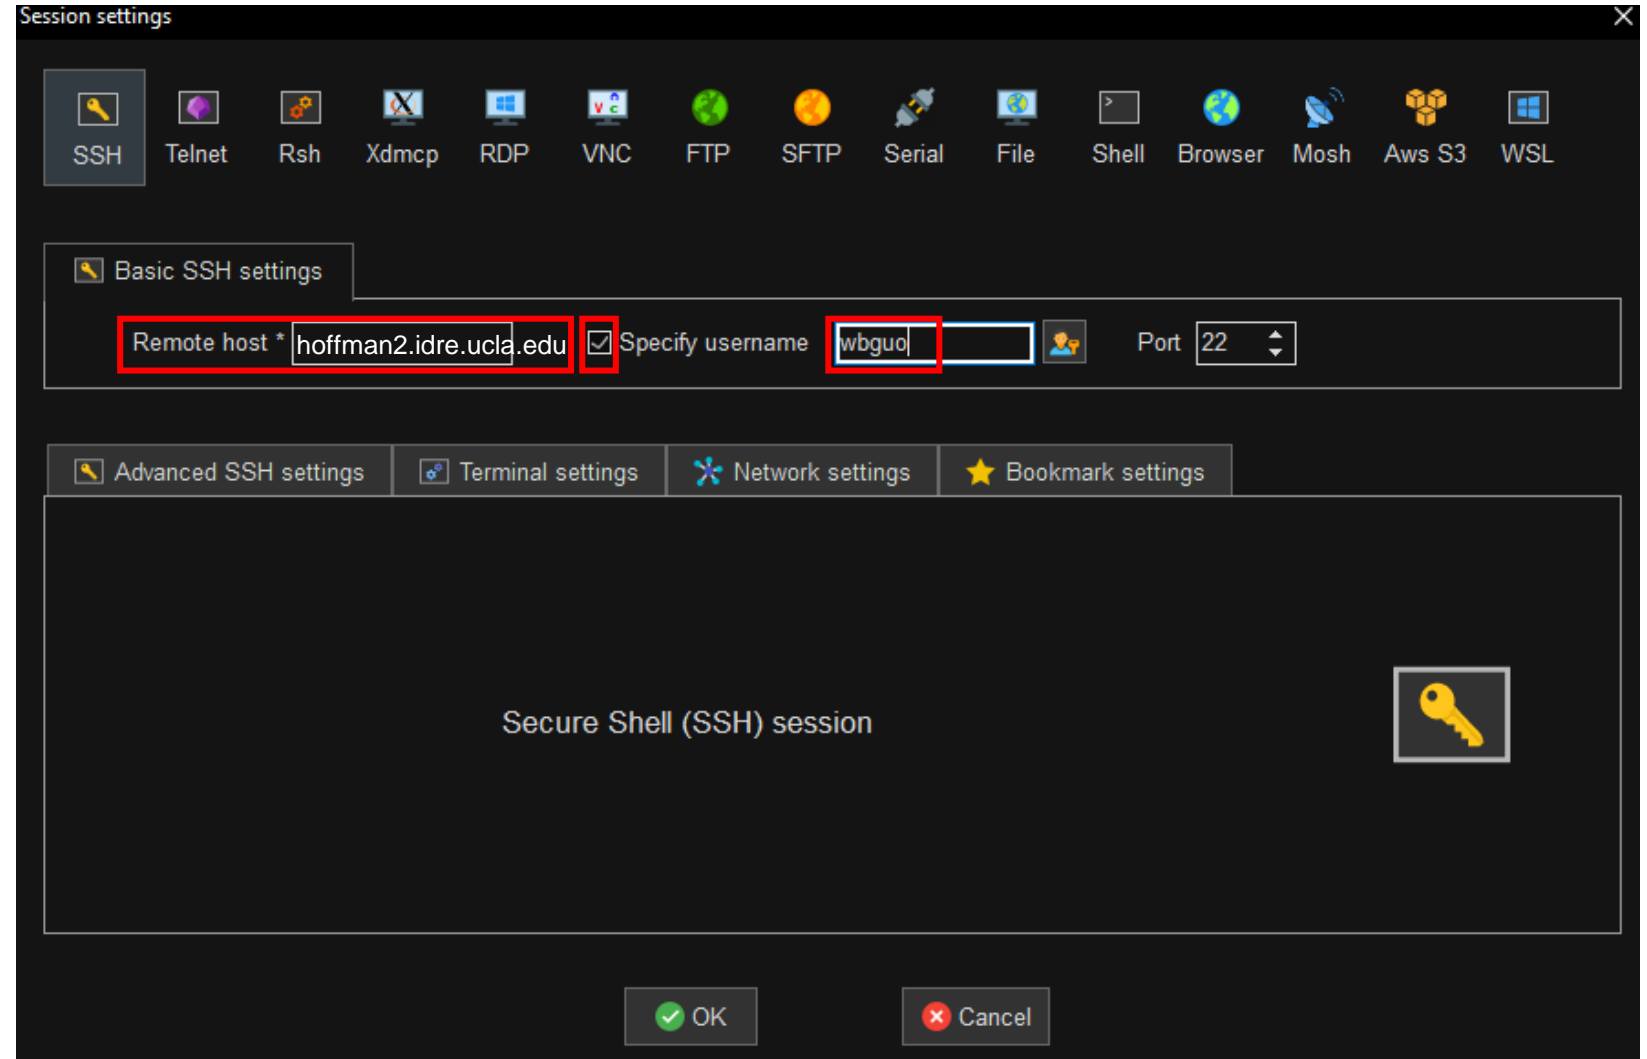 Session settings
SSH Telnet Rsh Xdmcp RDP VNC FTP SFTP Serial File Shell Browser Mosh Aws S3 WSL
Basic SSH settings
Remote host * hoffman2.idre.ucla.edu Specify username wbguo Port 22
Advanced SSH settings Terminal settings Network settings Bookmark settings
Secure Shell (SSH) session
OK Cancel